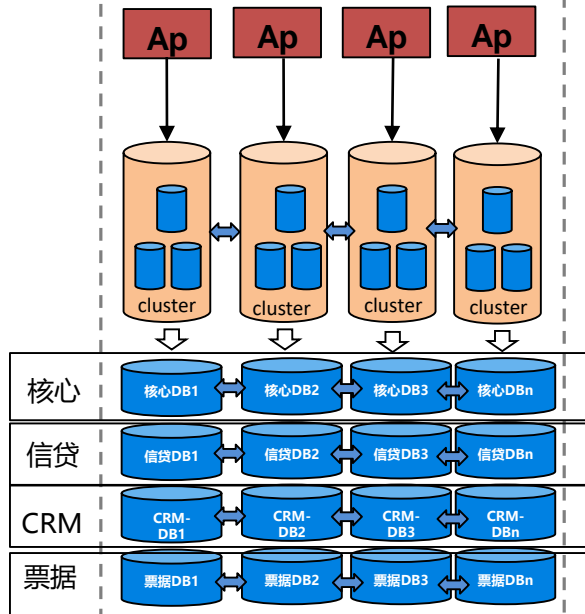 Ap Ap Ap Ap
cluster cluster cluster cluster
核心 核心DB1 核心DB2 核心DB3 核心DBn
信贷 信贷DB1 信贷DB2 信贷DB3 信贷DBn
CRM CRM-DB1 CRM-DB2 CRM-DB3 CRM-DBn
票据 票据DB1 票据DB2 票据DB3 票据DBn